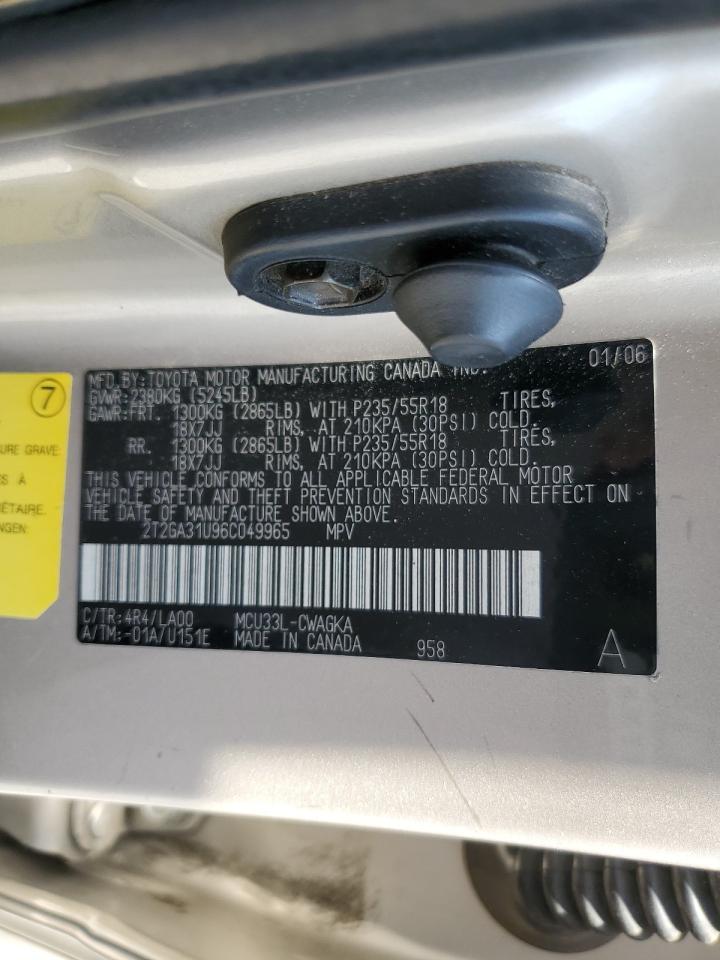 MFD.BY:TOYOTA MOTOR MANUFACTURING CANADA INC. 01/06
GVWR:2380KG (5245LB)
GAWR:FRT. 1300KG (2865LB) WITH P235/55R18 TIRES,
18X7JJ RIMS, AT 210KPA (30PSI) COLD.
RR. 1300KG (2865LB) WITH P235/55R18 TIRES,
18X7JJ RIMS, AT 210KPA (30PSI) COLD.
THIS VEHICLE CONFORMS TO ALL APPLICABLE FEDERAL MOTOR
VEHICLE SAFETY AND THEFT PREVENTION STANDARDS IN EFFECT ON
THE DATE OF MANUFACTURE SHOWN ABOVE.
2T2GA31U96C049965 MPV
C/TR:4R4/LA00 MCU33L-CWAGKA
A/TM:-01A/U151E MADE IN CANADA 958 A
7
URE GRAVE:
S À
IÉTAIRE.
NGEN: